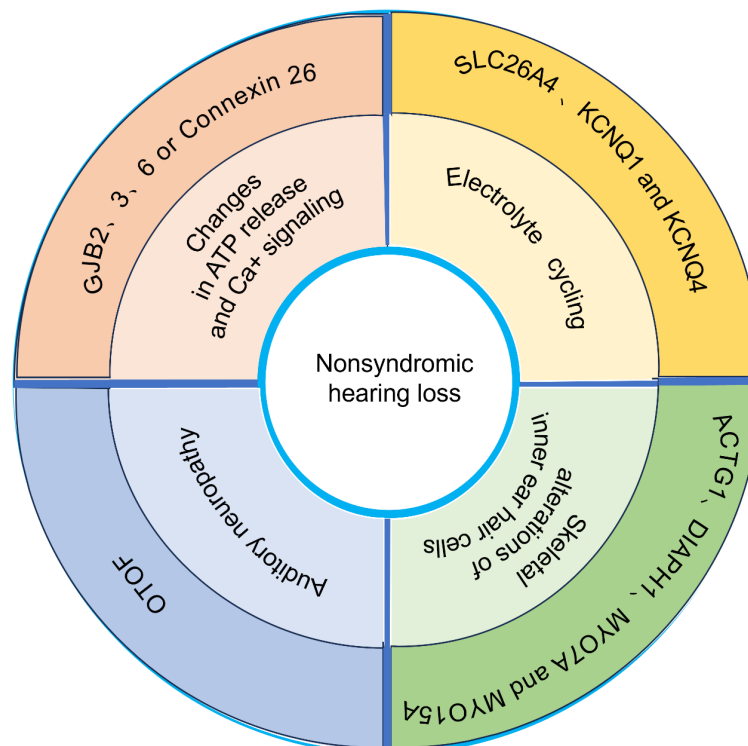 GJB2、3、6 or Connexin 26
Changes
in ATP release
and Ca+ signaling
SLC26A4、KCNQ1 and KCNQ4
Electrolyte cycling
Nonsyndromic
hearing loss
OTOF
Auditory neuropathy
Skeletal
alterations of
inner ear hair cells
ACTG1、DIAPH1、MYO7A and MYO15A